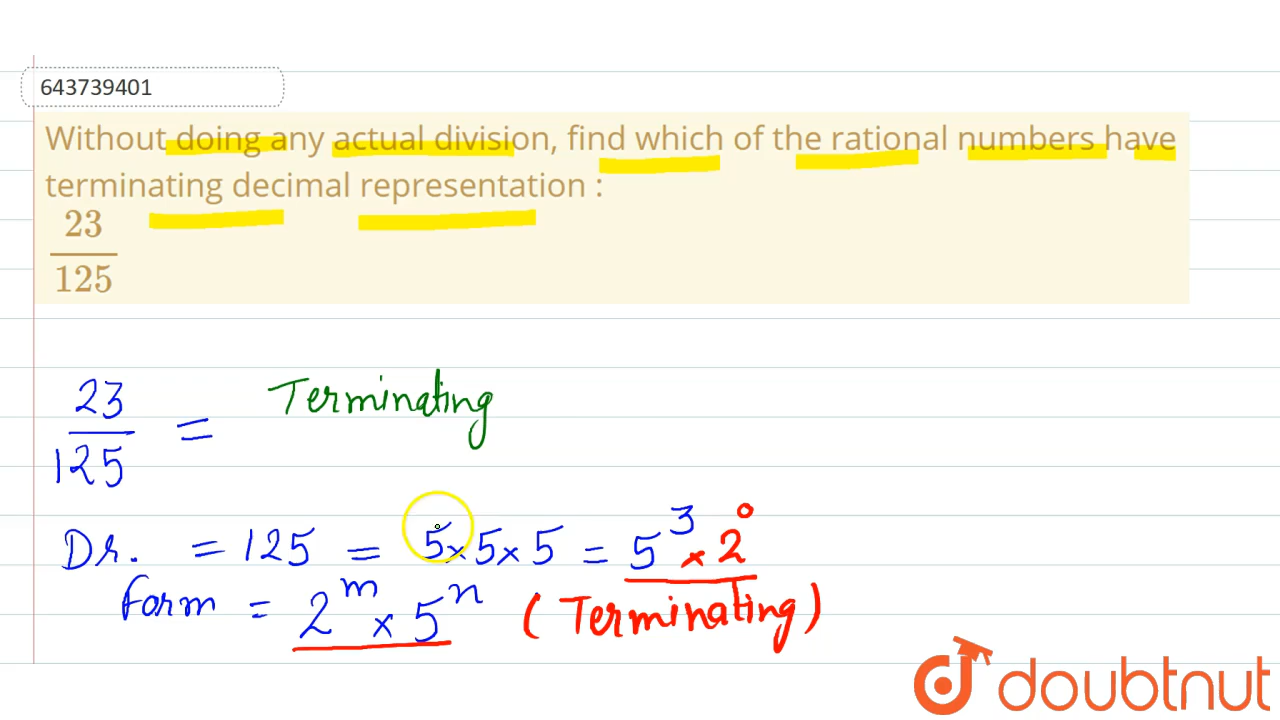 643739401
Without doing any actual division, find which of the rational numbers have
terminating decimal representation :
23
125
23
125
= Terminating
Dr. = 125 = 5×5×5 = 5³ × 2⁰
form = 2ᵐ × 5ⁿ (Terminating)
doubtnut